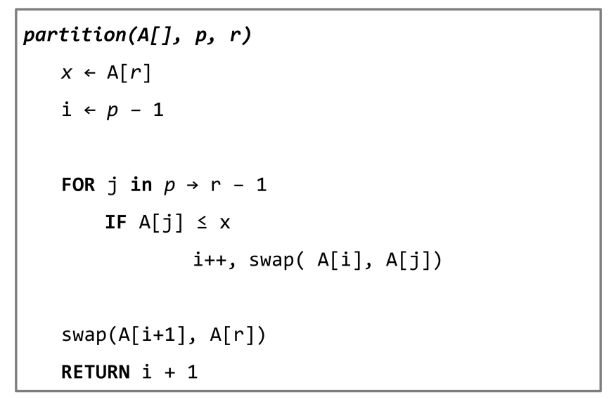 partition(A[], p, r)
x ← A[r]
i ← p – 1
FOR j in p → r – 1
IF A[j] ≤ x
i++, swap( A[i], A[j])
swap(A[i+1], A[r])
RETURN i + 1